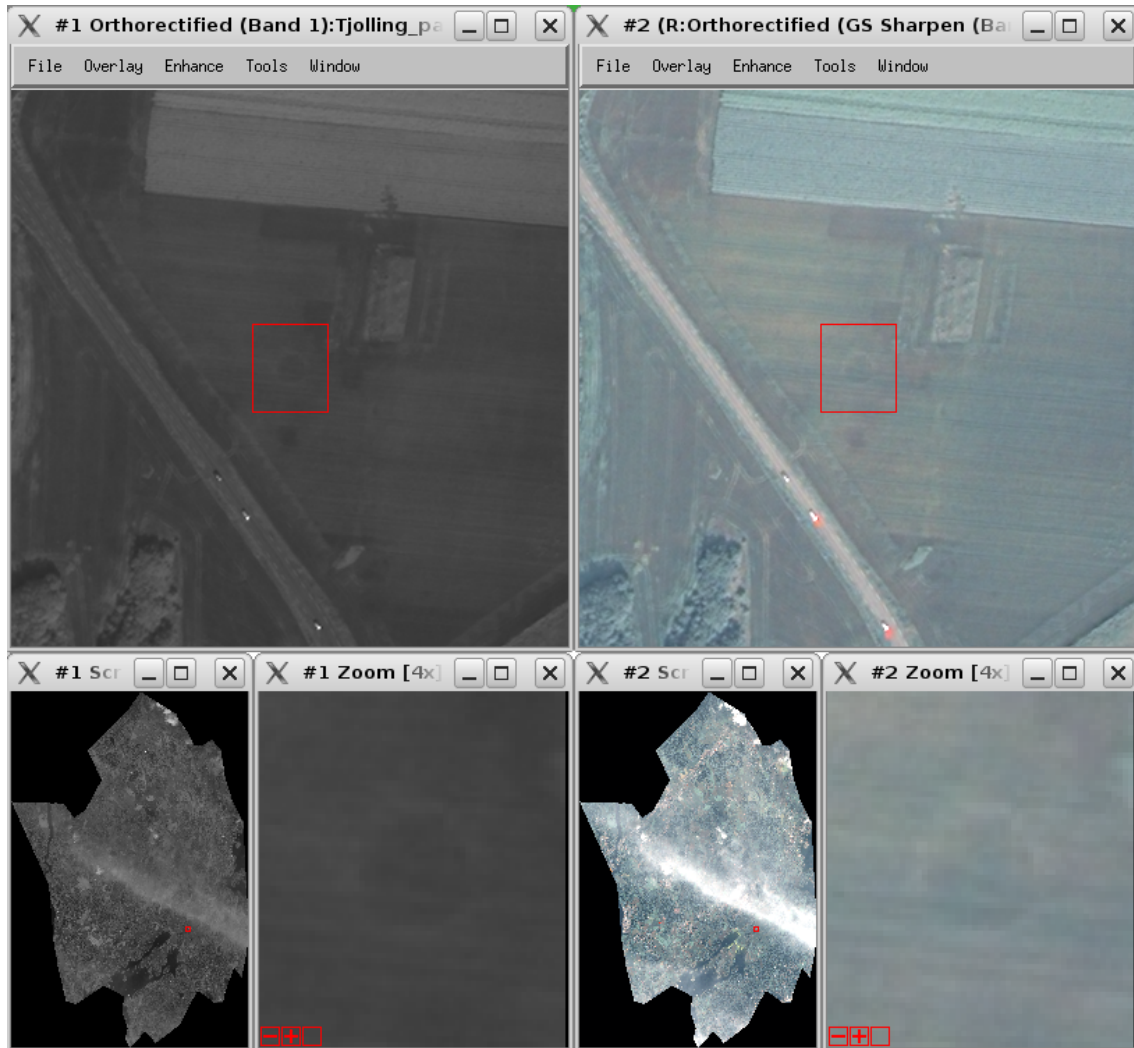 #1 Orthorectified (Band 1):Tjolling_pa
File Overlay Enhance Tools Window
#2 (R:Orthorectified (GS Sharpen (Ba
File Overlay Enhance Tools Window
#1 Scr
#1 Zoom [4x]
#2 Scr
#2 Zoom [4x]